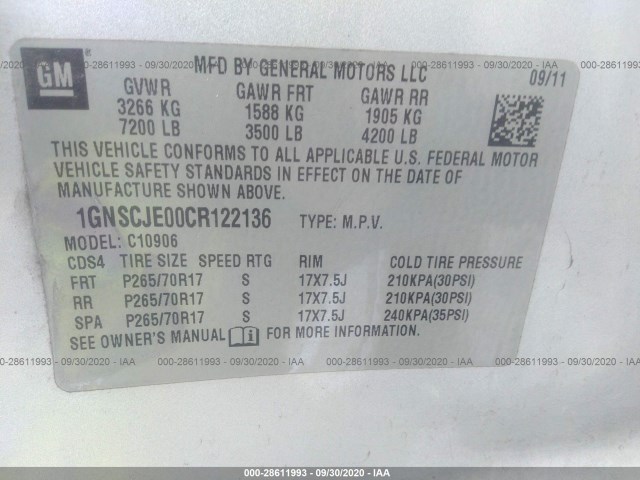 GM ®
MFD BY GENERAL MOTORS LLC
09/11
GVWR GAWR FRT GAWR RR
3266 KG 1588 KG 1905 KG
7200 LB 3500 LB 4200 LB
THIS VEHICLE CONFORMS TO ALL APPLICABLE U.S. FEDERAL MOTOR
VEHICLE SAFETY STANDARDS IN EFFECT ON THE DATE OF
MANUFACTURE SHOWN ABOVE.
1GNSCJE00CR122136 TYPE: M.P.V.
MODEL: C10906
CDS4 TIRE SIZE SPEED RTG RIM COLD TIRE PRESSURE
FRT P265/70R17 S 17X7.5J 210KPA(30PSI)
RR P265/70R17 S 17X7.5J 210KPA(30PSI)
SPA P265/70R17 S 17X7.5J 240KPA(35PSI)
SEE OWNER'S MANUAL i FOR MORE INFORMATION.
000-28611993 - 09/30/2020 - IAA